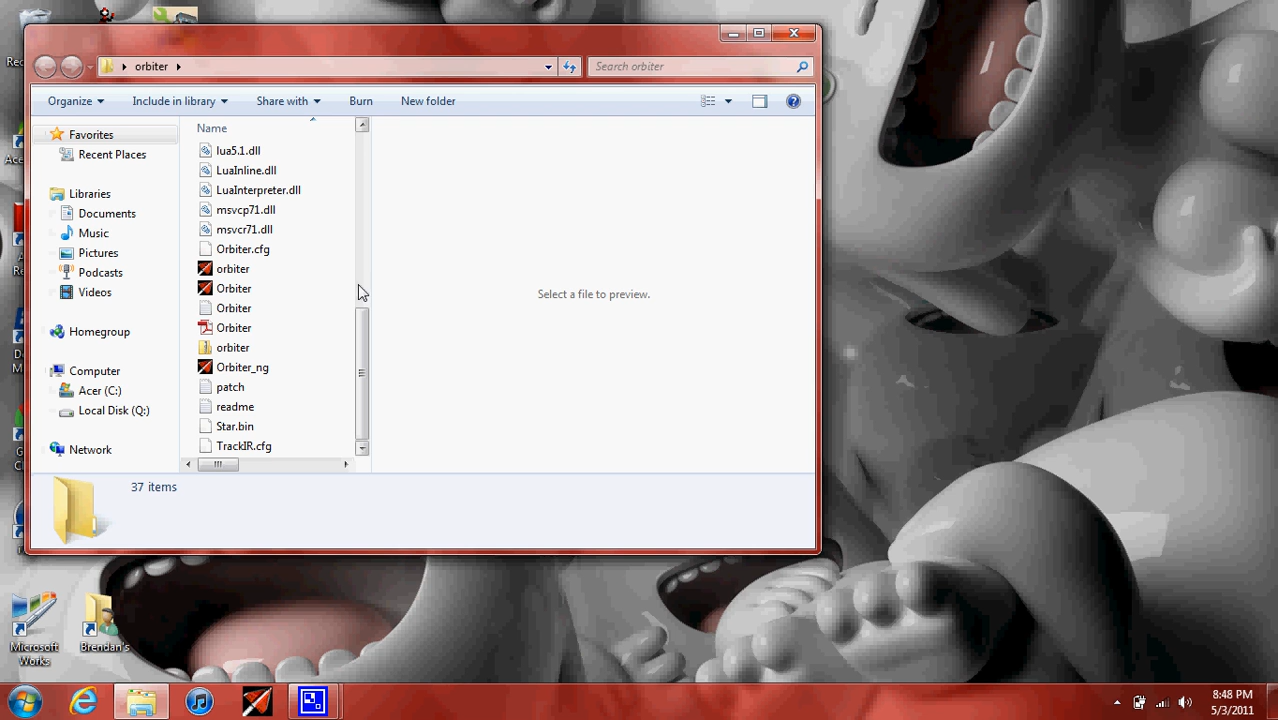 orbiter
Search orbiter
Organize Include in library Share with Burn New folder
Favorites
Recent Places
Libraries
Documents
Music
Pictures
Podcasts
Videos
Homegroup
Computer
Acer (C:)
Local Disk (Q:)
Network
Name
lua5.1.dll
LuaInline.dll
LuaInterpreter.dll
msvcp71.dll
msvcr71.dll
Orbiter.cfg
orbiter
Orbiter
Orbiter
Orbiter
orbiter
Orbiter_ng
patch
readme
Star.bin
TrackIR.cfg
Select a file to preview.
37 items
Microsoft
Works
Brendan's
8:48 PM
5/3/2011